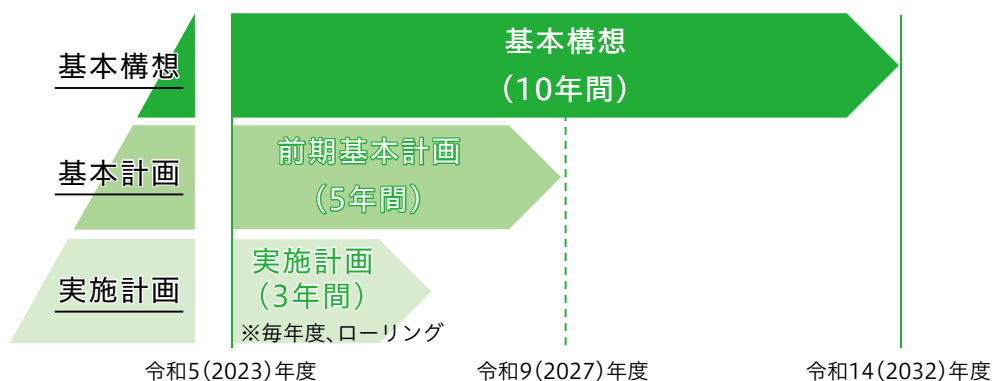 基本構想
基本構想
（10年間）
基本計画
前期基本計画
（5年間）
実施計画
実施計画
（3年間）
※毎年度、ローリング
令和5（2023）年度
令和9（2027）年度
令和14（2032）年度